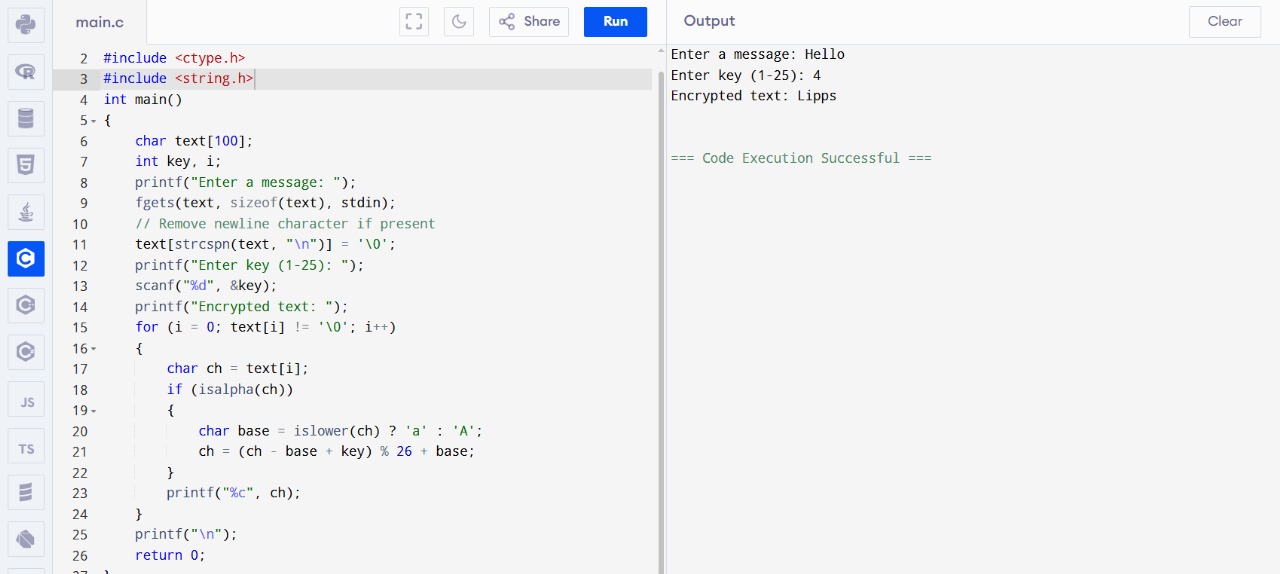 main.c
Share
Run
Output
Clear
JS
TS
2 #include <ctype.h>
3 #include <string.h>
4 int main()
5 {
6     char text[100];
7     int key, i;
8     printf("Enter a message: ");
9     fgets(text, sizeof(text), stdin);
10     // Remove newline character if present
11     text[strcspn(text, "\n")] = '\0';
12     printf("Enter key (1-25): ");
13     scanf("%d", &key);
14     printf("Encrypted text: ");
15     for (i = 0; text[i] != '\0'; i++)
16     {
17         char ch = text[i];
18         if (isalpha(ch))
19         {
20             char base = islower(ch) ? 'a' : 'A';
21             ch = (ch - base + key) % 26 + base;
22         }
23         printf("%c", ch);
24     }
25     printf("\n");
26     return 0;
Enter a message: Hello
Enter key (1-25): 4
Encrypted text: Lipps
=== Code Execution Successful ===